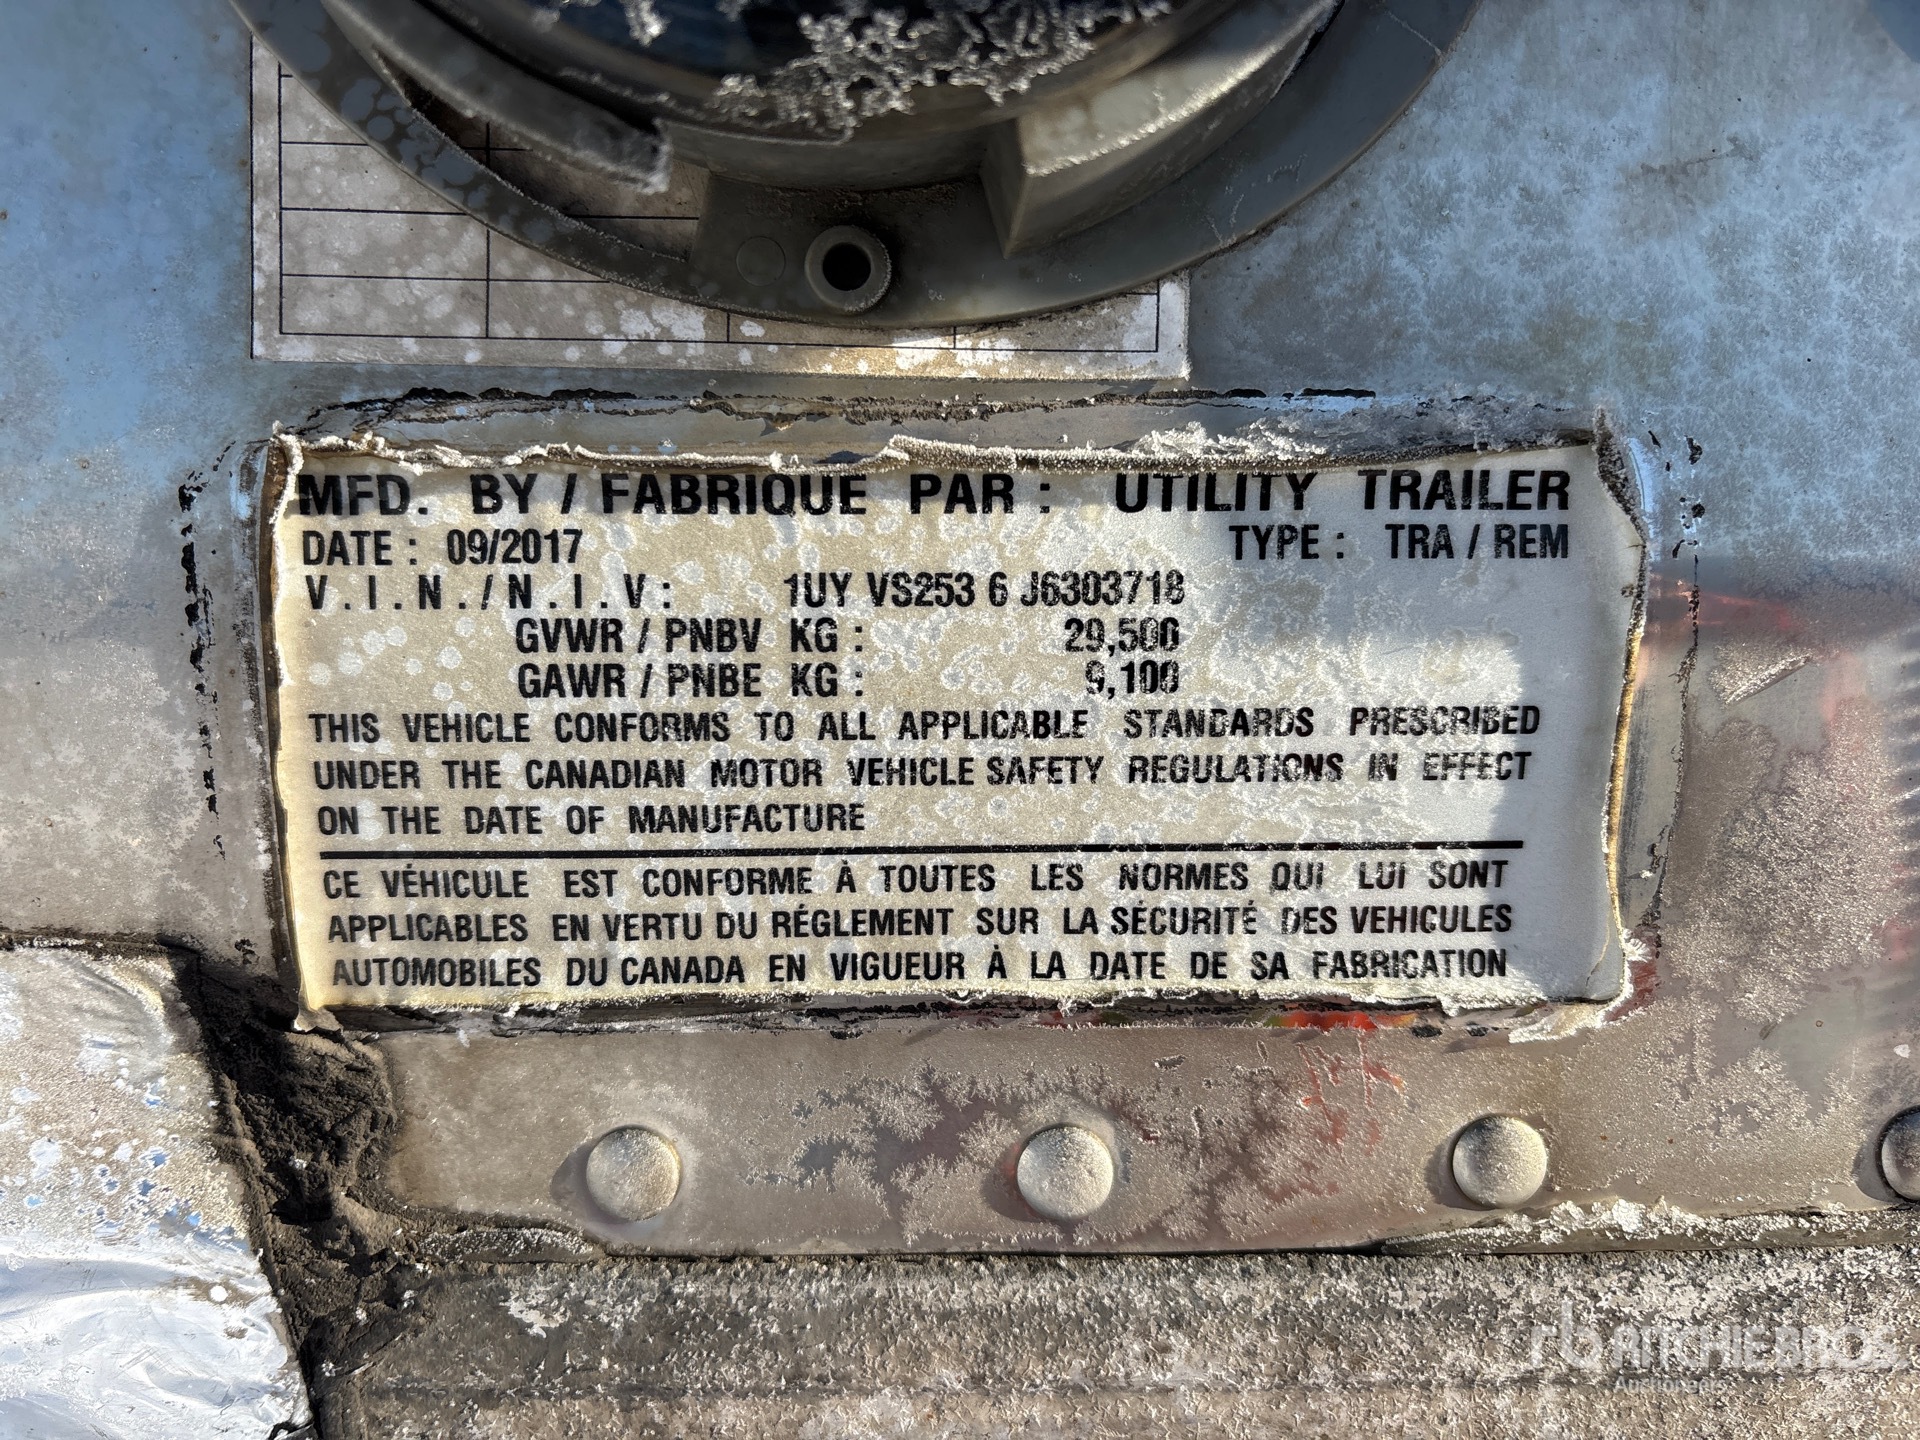 MFD. BY / FABRIQUE PAR : UTILITY TRAILER
DATE : 09/2017 TYPE : TRA / REM
V.I.N./N.I.V: 1UY VS253 6 J6303718
GVWR / PNBV KG : 29,500
GAWR / PNBE KG : 9,100
THIS VEHICLE CONFORMS TO ALL APPLICABLE STANDARDS PRESCRIBED
UNDER THE CANADIAN MOTOR VEHICLE SAFETY REGULATIONS IN EFFECT
ON THE DATE OF MANUFACTURE
CE VÉHICULE EST CONFORME À TOUTES LES NORMES QUI LUI SONT
APPLICABLES EN VERTU DU RÉGLEMENT SUR LA SÉCURITÉ DES VEHICULES
AUTOMOBILES DU CANADA EN VIGUEUR À LA DATE DE SA FABRICATION
rb RITCHIE BROS.
Auctioneers